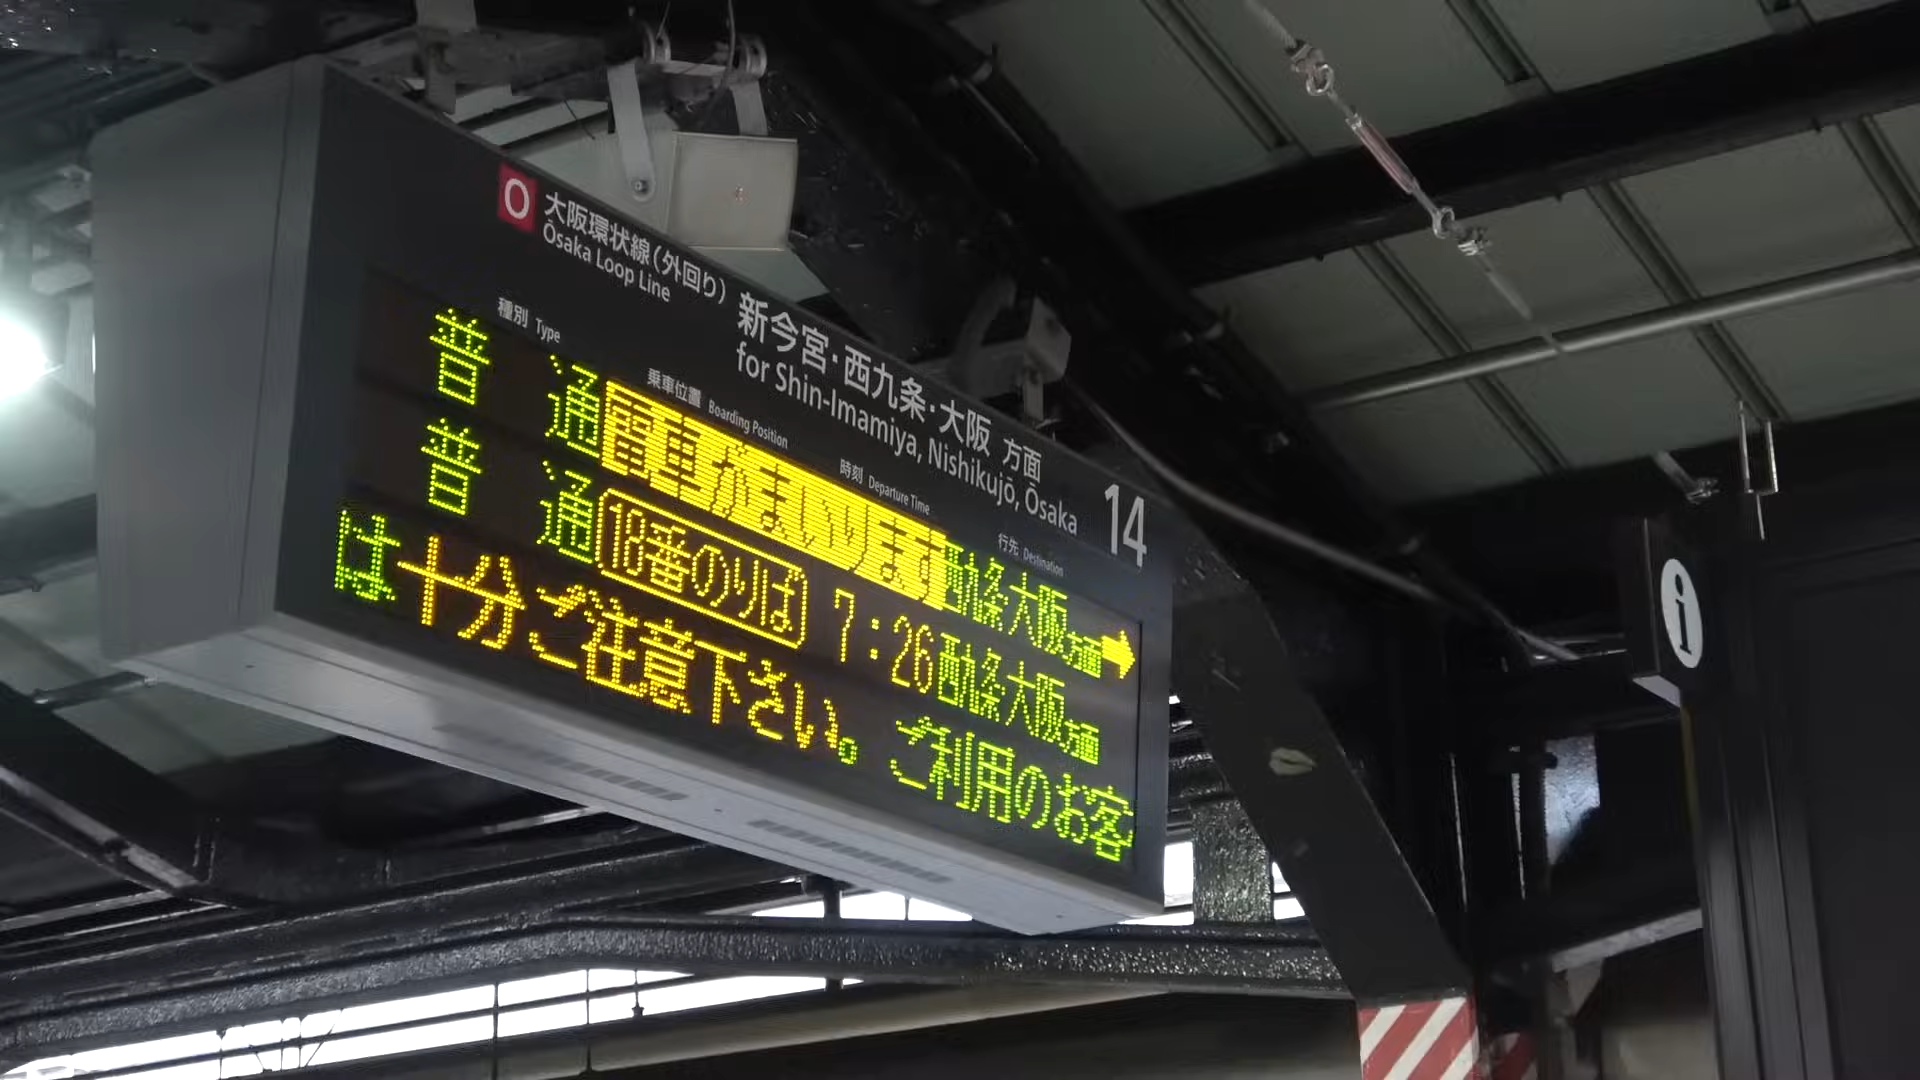 O 大阪環状線(外回り) 新今宮・西九条・大阪 方面 14
Ōsaka Loop Line for Shin-Imamiya, Nishikujō, Ōsaka
種別 Type 乗車位置 Boarding Position 時刻 Departure Time 行先 Destination
普 通 電車がまいります 西九条大阪方面
普 通 18番のりば 7:26 西九条大阪方面
は十分ご注意下さい。 ご利用のお客
i